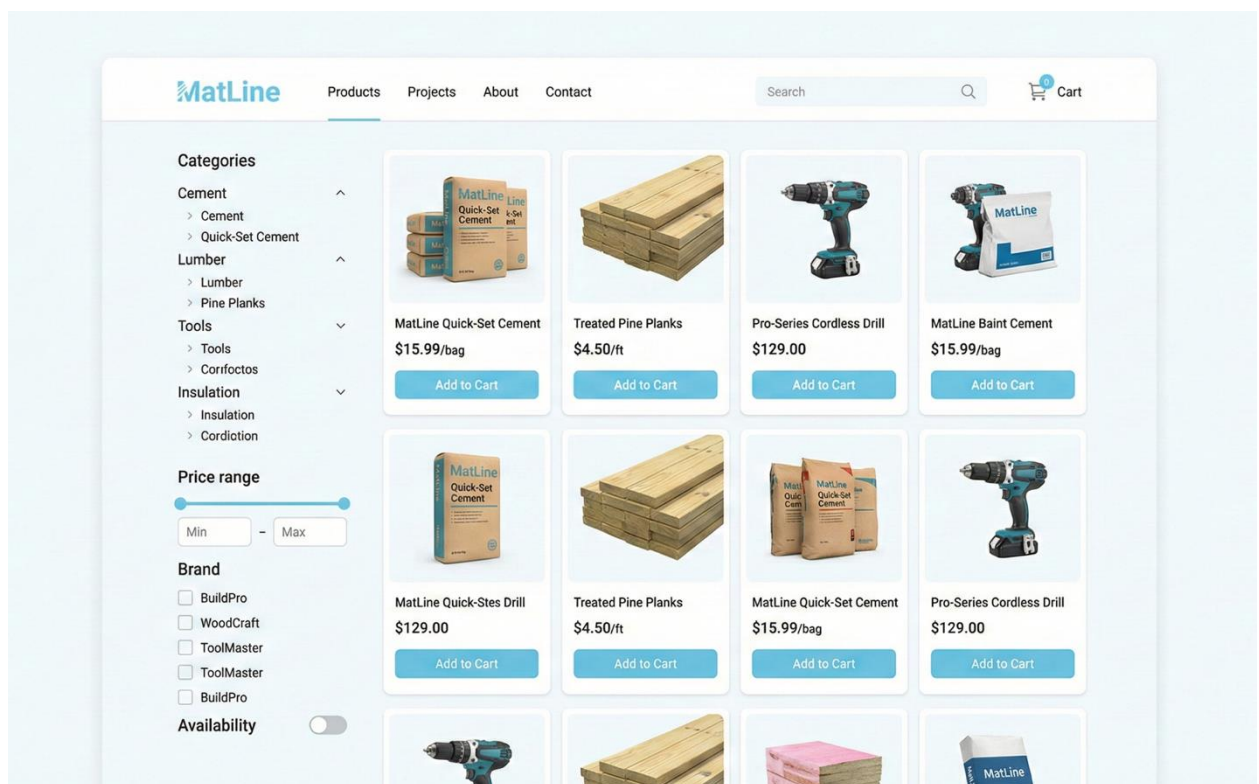 MatLine
Products
Projects
About
Contact
Search
0
Cart
Categories
Cement
Cement
Quick-Set Cement
Lumber
Lumber
Pine Planks
Tools
Tools
Corrfoctos
Insulation
Insulation
Cordiction
Price range
Min
–
Max
Brand
BuildPro
WoodCraft
ToolMaster
ToolMaster
BuildPro
Availability
MatLine
Quick-Set
Cement
MatLine Quick-Set Cement
$15.99/bag
Add to Cart
Treated Pine Planks
$4.50/ft
Add to Cart
Pro-Series Cordless Drill
$129.00
Add to Cart
MatLine
MatLine Baint Cement
$15.99/bag
Add to Cart
MatLine
Quick-Set
Cement
MatLine Quick-Stes Drill
$129.00
Add to Cart
Treated Pine Planks
$4.50/ft
Add to Cart
MatLine
Quick-Set
Cement
MatLine Quick-Set Cement
$15.99/bag
Add to Cart
Pro-Series Cordless Drill
$129.00
Add to Cart
MatLine